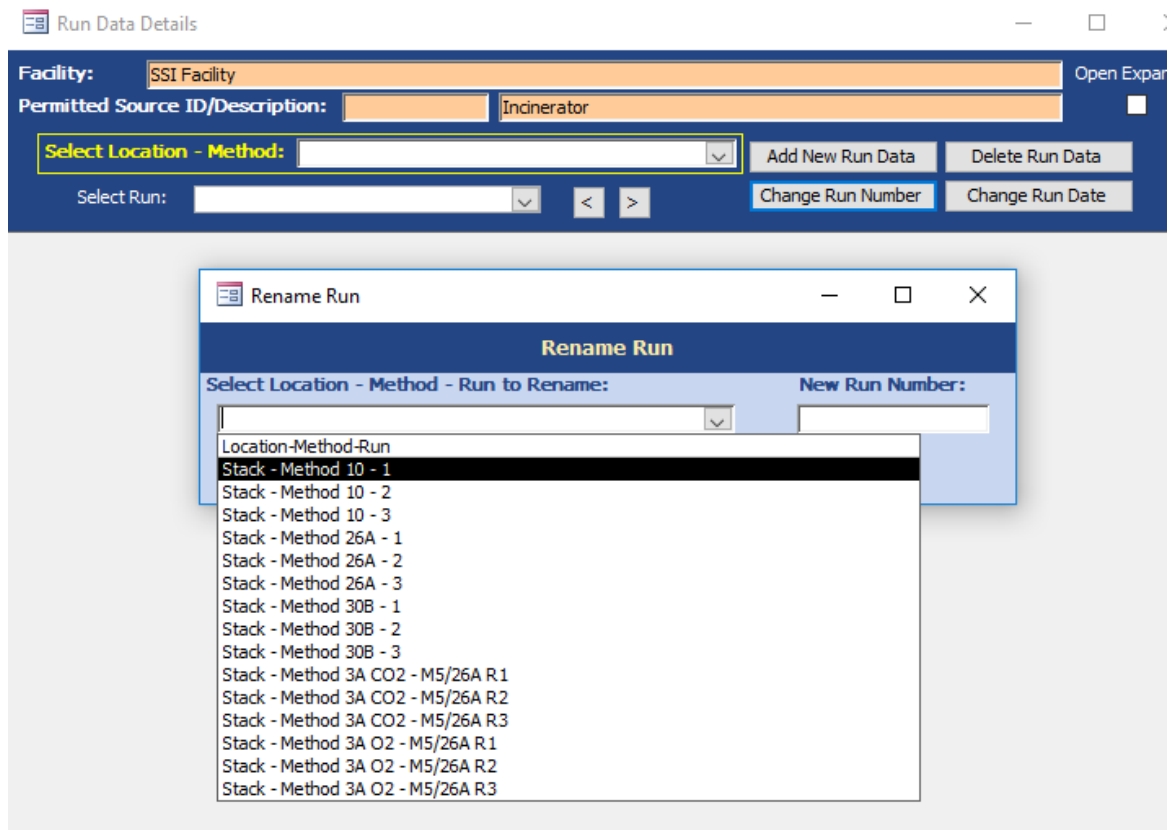 Run Data Details
Facility: SSI Facility Open Expan
Permitted Source ID/Description: Incinerator
Select Location - Method: Add New Run Data Delete Run Data
Select Run: < > Change Run Number Change Run Date
Rename Run
Rename Run
Select Location - Method - Run to Rename: New Run Number:
Location-Method-Run
Stack - Method 10 - 1
Stack - Method 10 - 2
Stack - Method 10 - 3
Stack - Method 26A - 1
Stack - Method 26A - 2
Stack - Method 26A - 3
Stack - Method 30B - 1
Stack - Method 30B - 2
Stack - Method 30B - 3
Stack - Method 3A CO2 - M5/26A R1
Stack - Method 3A CO2 - M5/26A R2
Stack - Method 3A CO2 - M5/26A R3
Stack - Method 3A O2 - M5/26A R1
Stack - Method 3A O2 - M5/26A R2
Stack - Method 3A O2 - M5/26A R3